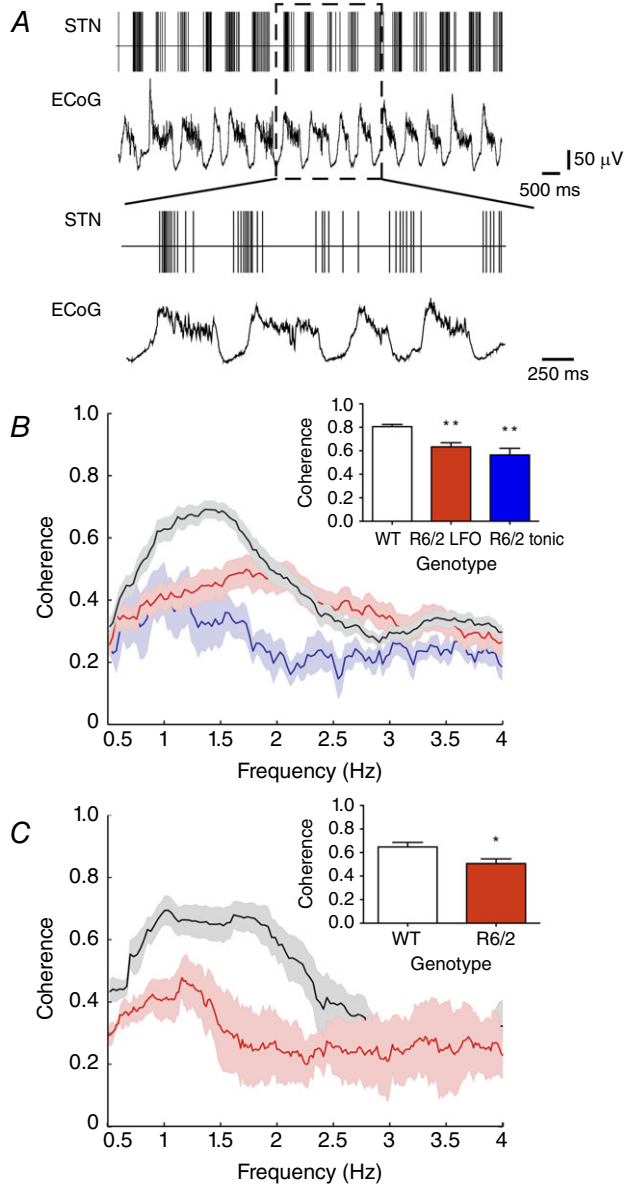 A
STN
ECoG
50 μV
500 ms
STN
ECoG
250 ms
B
1.0
0.8
0.6
0.4
0.2
0
Coherence
0.5 1 1.5 2 2.5 3 3.5 4
Frequency (Hz)
1.0
0.8
0.6
0.4
0.2
0.0
Coherence
** **
WT R6/2 LFO R6/2 tonic
Genotype
C
1.0
0.8
0.6
0.4
0.2
0
Coherence
0.5 1 1.5 2 2.5 3 3.5 4
Frequency (Hz)
1.0
0.8
0.6
0.4
0.2
0.0
Coherence
*
WT R6/2
Genotype